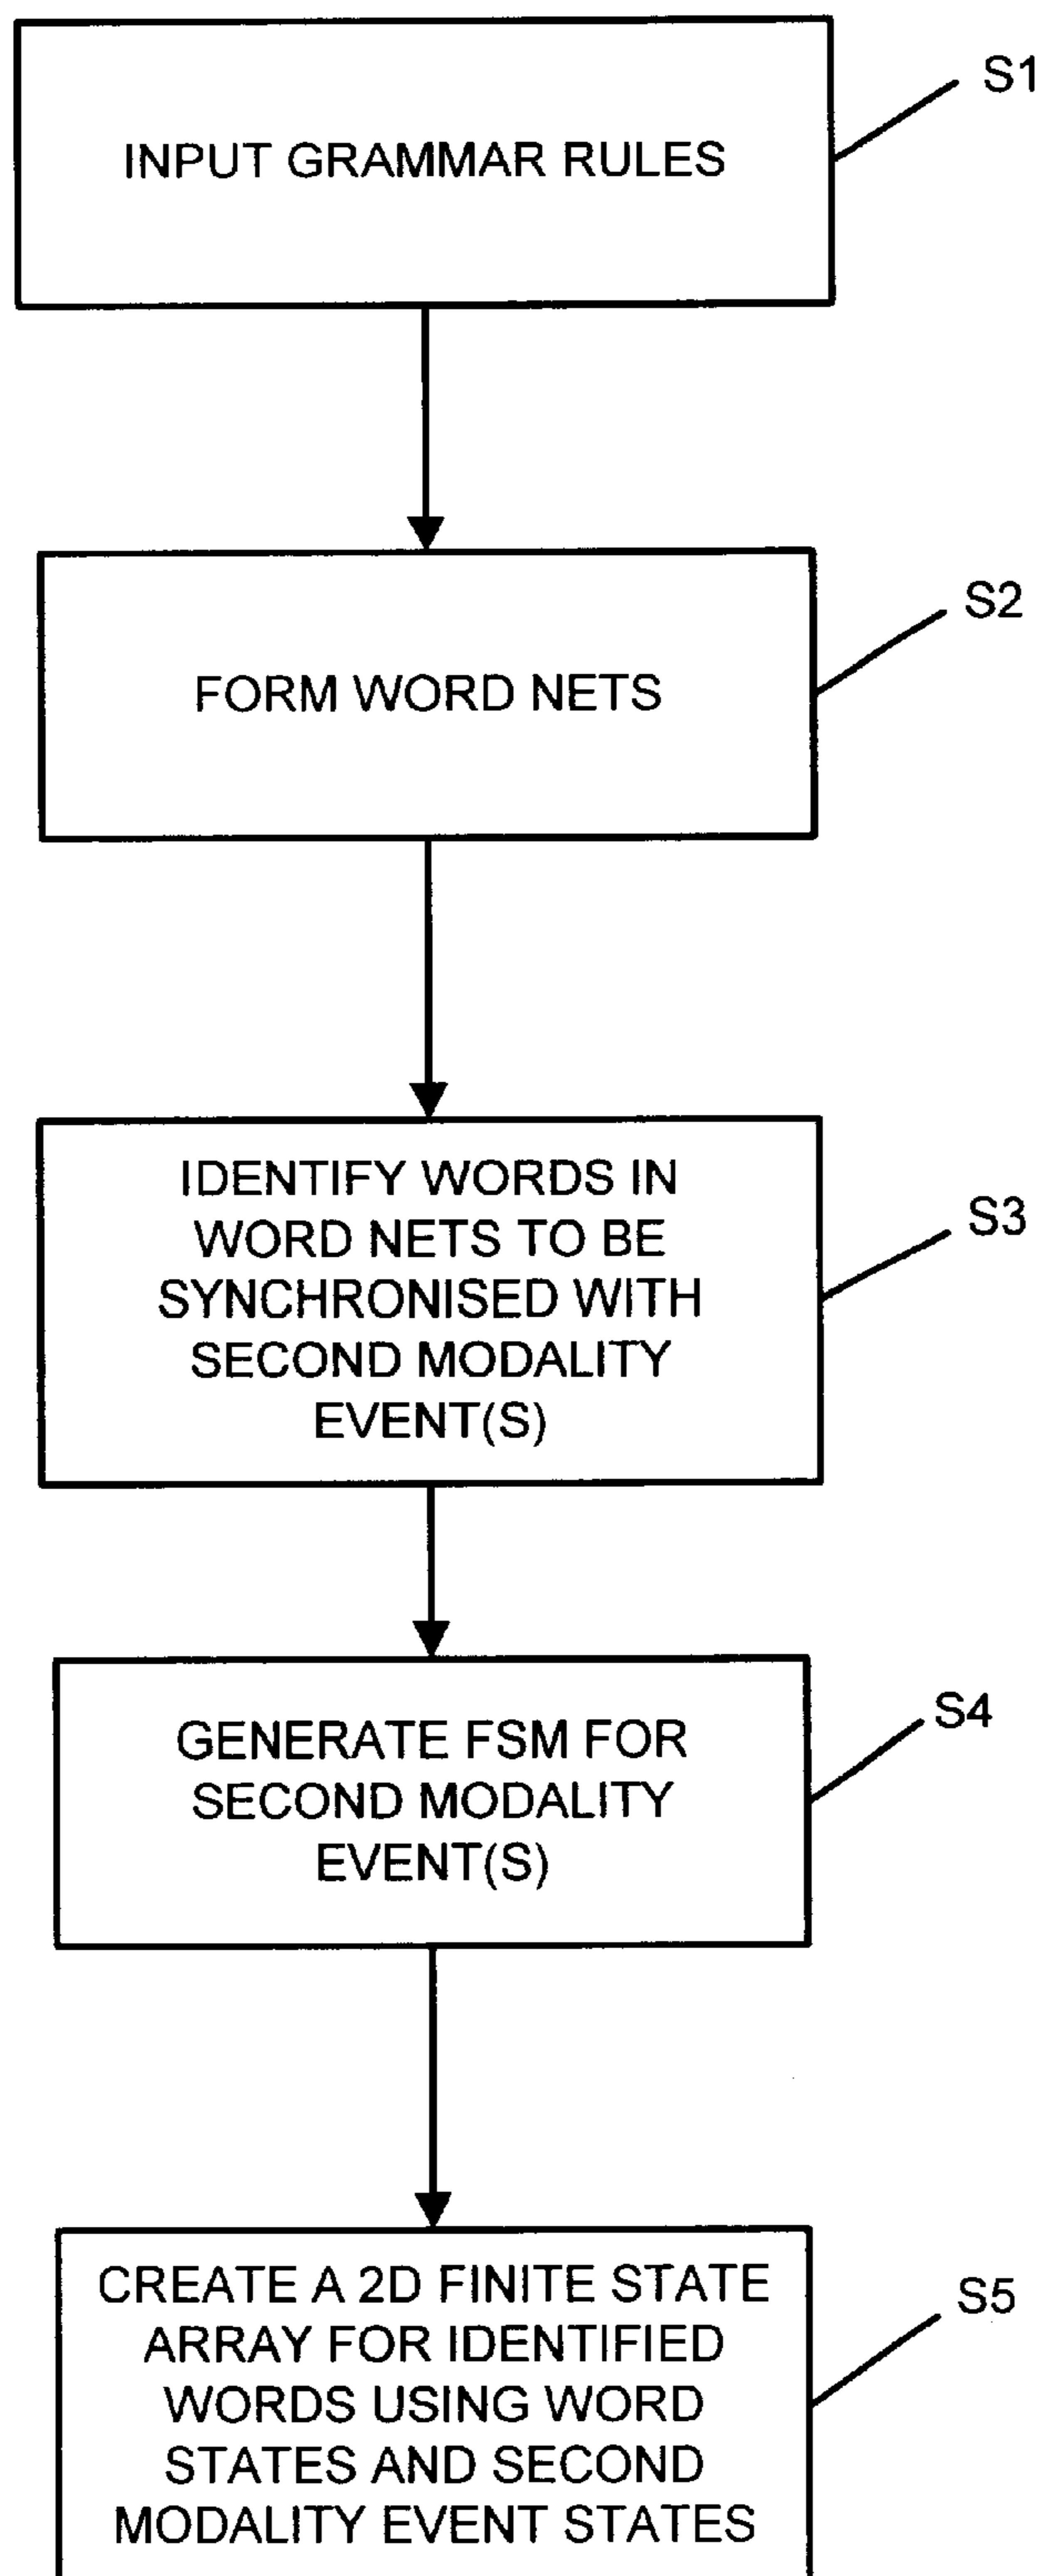 S1
INPUT GRAMMAR RULES
S2
FORM WORD NETS
IDENTIFY WORDS IN
WORD NETS TO BE
SYNCHRONISED WITH
SECOND MODALITY
EVENT(S)
S3
GENERATE FSM FOR
SECOND MODALITY
EVENT(S)
S4
CREATE A 2D FINITE STATE
ARRAY FOR IDENTIFIED
WORDS USING WORD
STATES AND SECOND
MODALITY EVENT STATES
S5